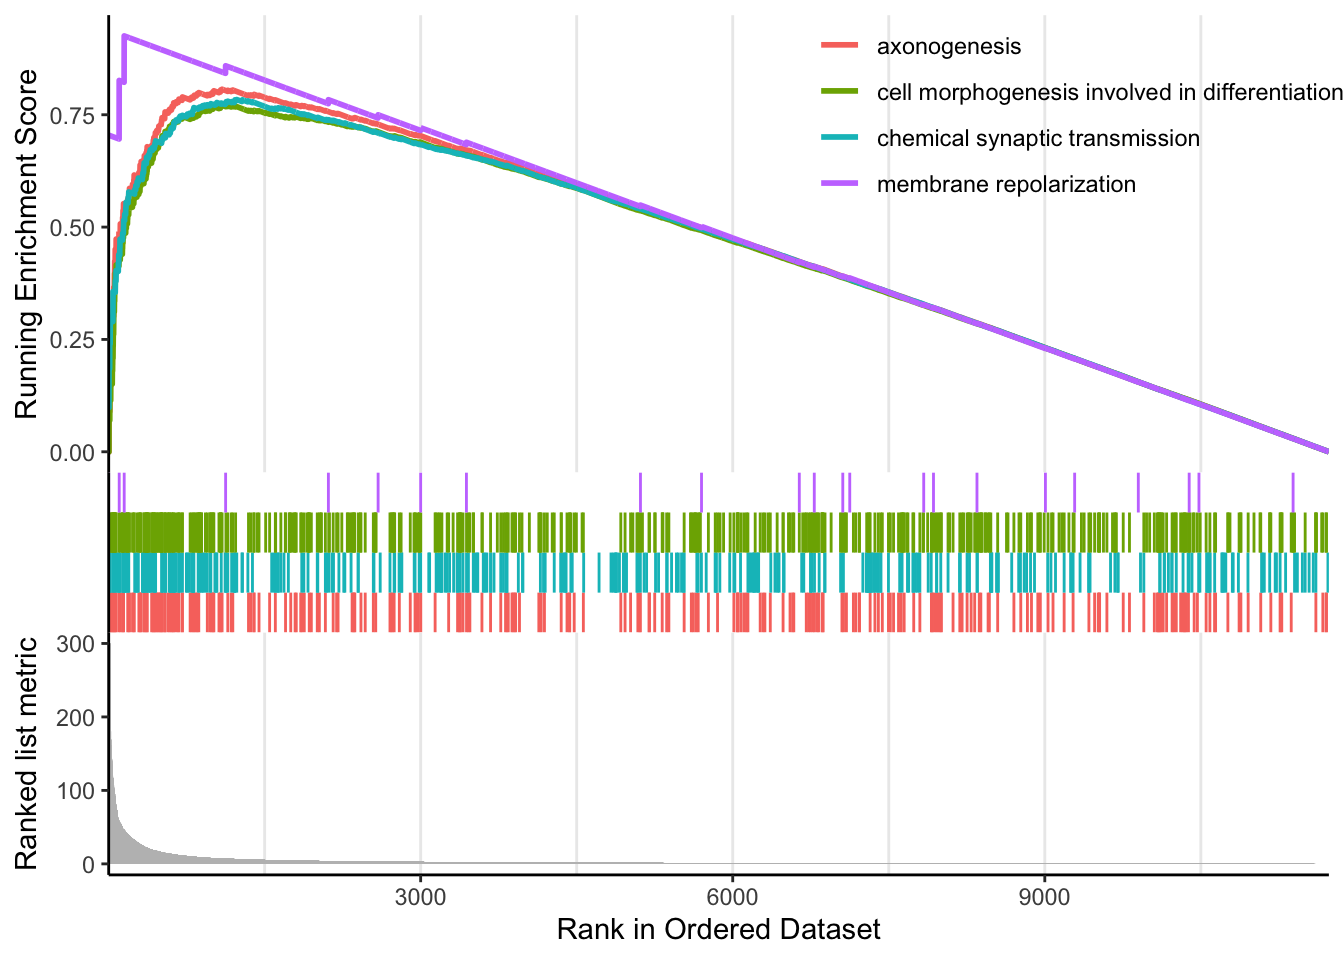 axonogenesis
cell morphogenesis involved in differentiation
chemical synaptic transmission
membrane repolarization
Running Enrichment Score
0.75
0.50
0.25
0.00
Ranked list metric
300
200
100
0
3000
6000
9000
Rank in Ordered Dataset